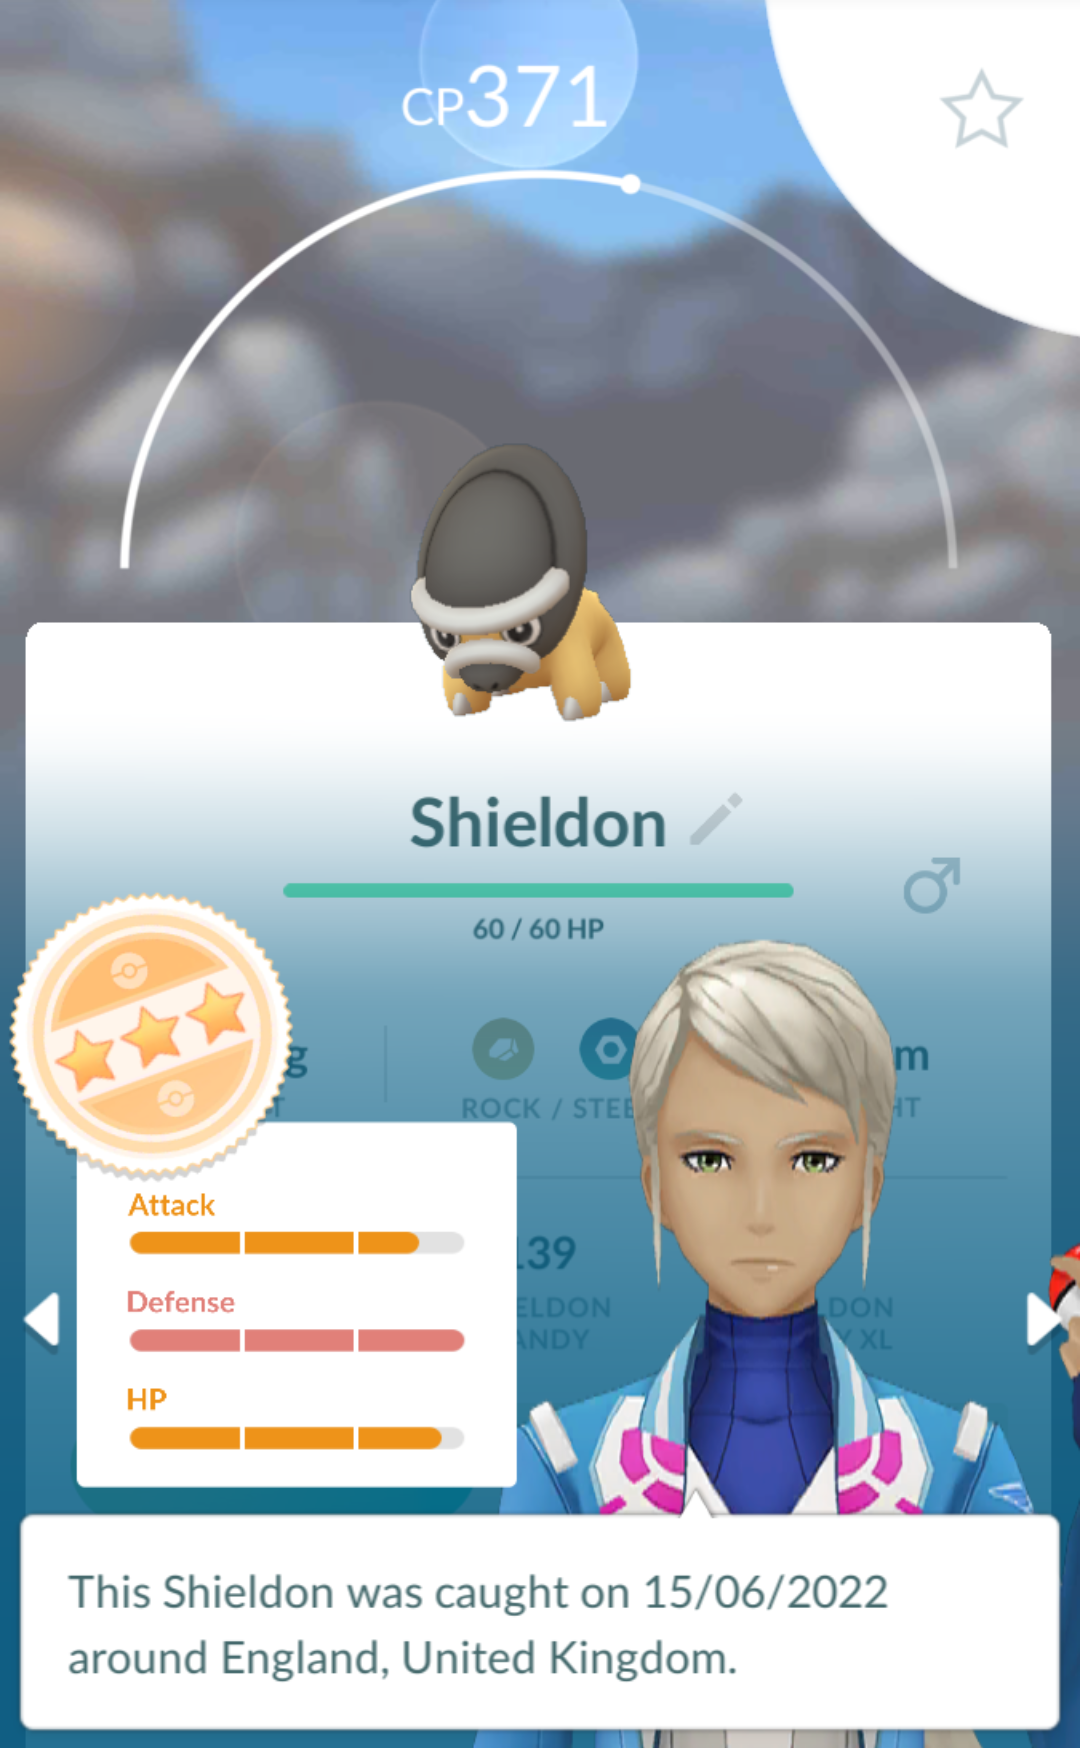 CP371
Shieldon
60 / 60 HP
ROCK / STEE
Attack
Defense
HP
This Shieldon was caught on 15/06/2022
around England, United Kingdom.